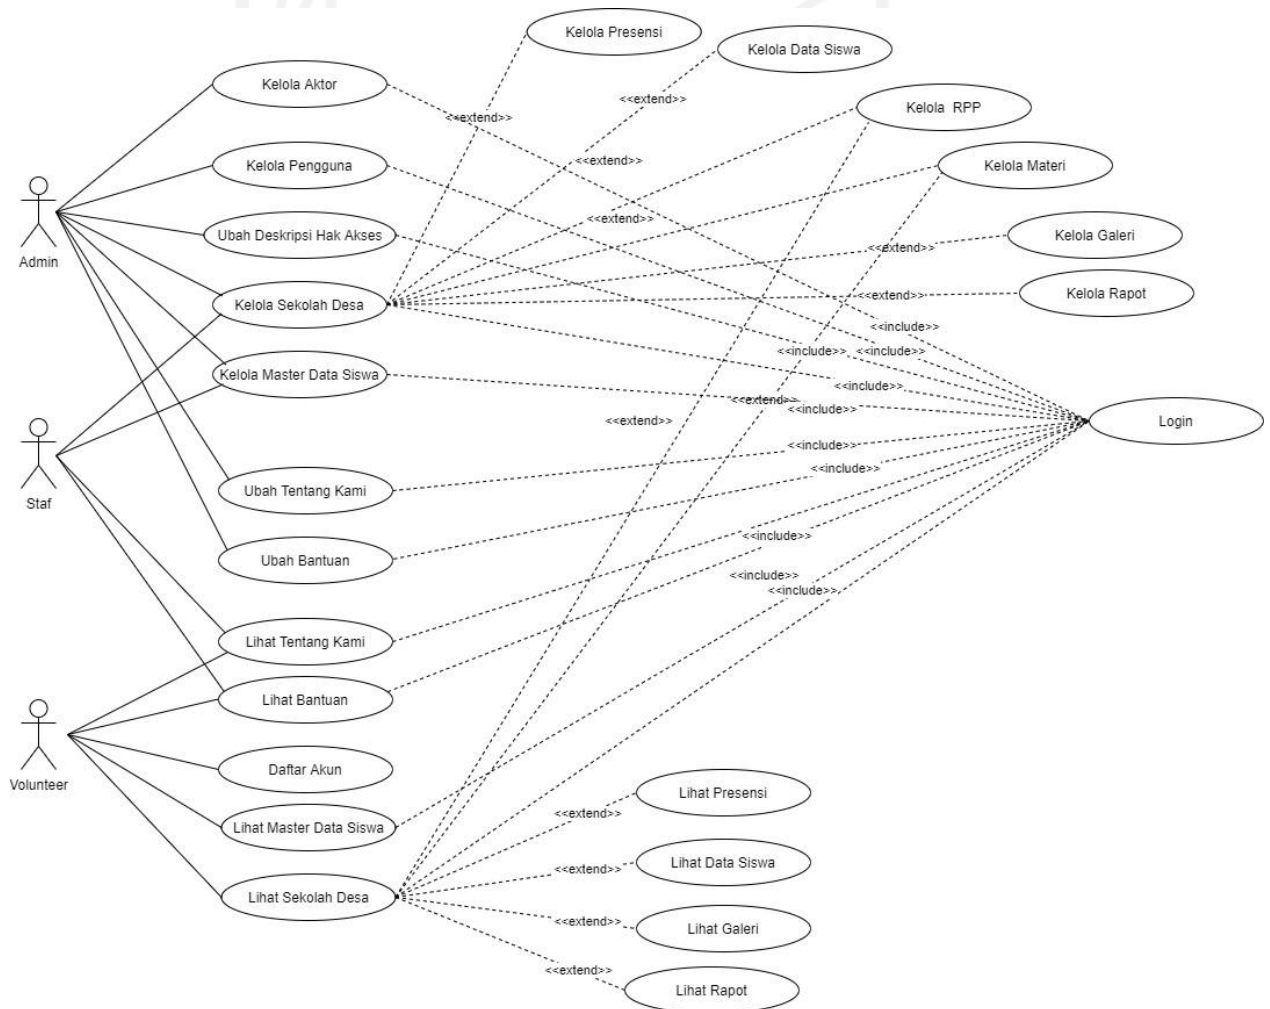 Kelola Presensi
Kelola Data Siswa
Kelola Aktor
<<extend>>
Kelola RPP
<<extend>>
Kelola Pengguna
<<extend>>
Kelola Materi
<<extend>>
Ubah Deskripsi Hak Akses
Kelola Galeri
<<extend>>
Admin
Kelola Sekolah Desa
<<extend>>
Kelola Rapot
<<include>>
<<include>>
<<include>>
Kelola Master Data Siswa
<<include>>
<<extend>>
<<include>>
<<extend>>
Login
<<include>>
<<include>>
Ubah Tentang Kami
Staf
<<include>>
Ubah Bantuan
<<include>>
<<include>>
Lihat Tentang Kami
Lihat Bantuan
Daftar Akun
Volunteer
Lihat Presensi
<<extend>>
Lihat Master Data Siswa
Lihat Data Siswa
<<extend>>
Lihat Sekolah Desa
<<extend>>
Lihat Galeri
<<extend>>
Lihat Rapot